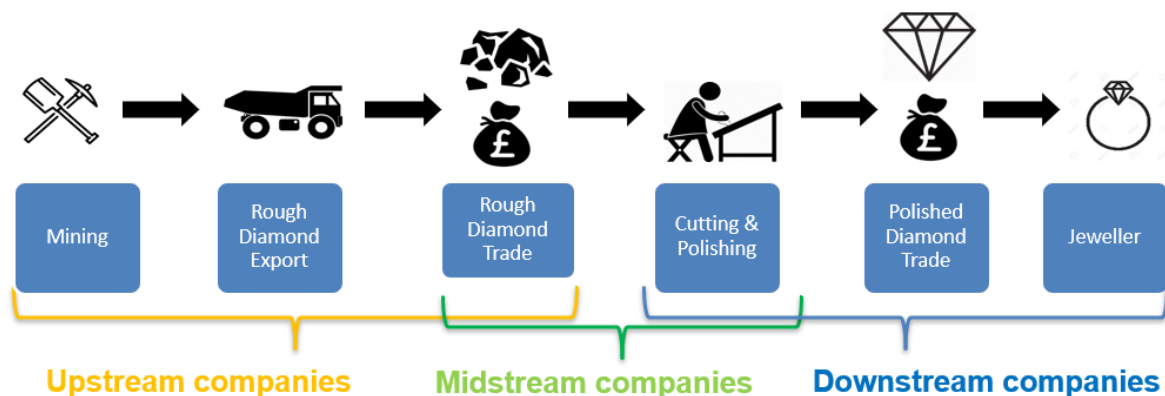 £
£
Mining
Rough
Diamond
Export
Rough
Diamond
Trade
Cutting &
Polishing
Polished
Diamond
Trade
Jeweller
Upstream companies
Midstream companies
Downstream companies